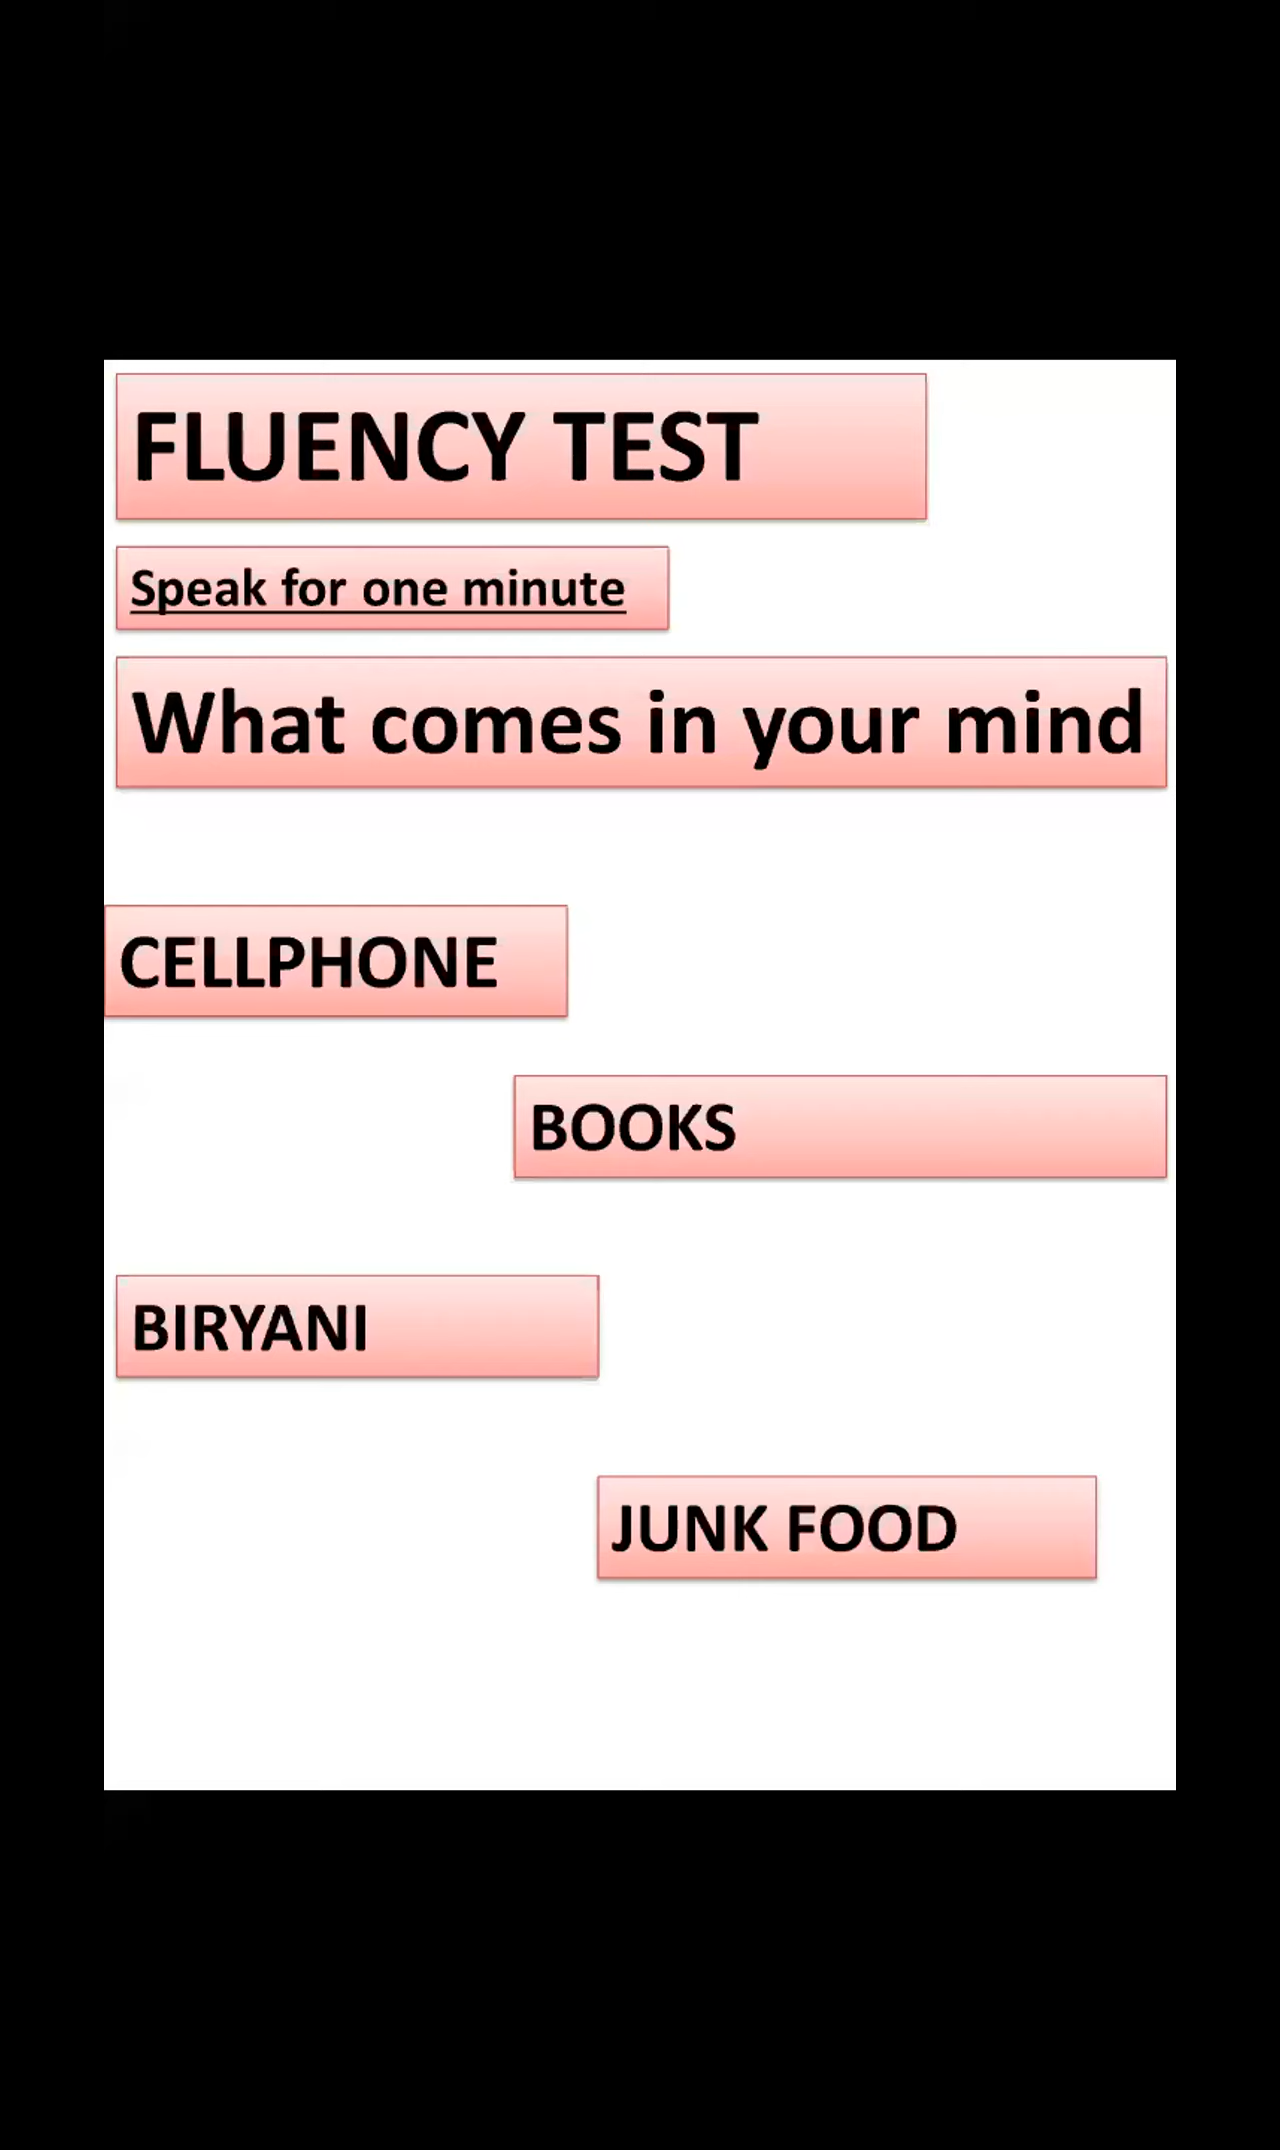 FLUENCY TEST
Speak for one minute
What comes in your mind
CELLPHONE
BOOKS
BIRYANI
JUNK FOOD